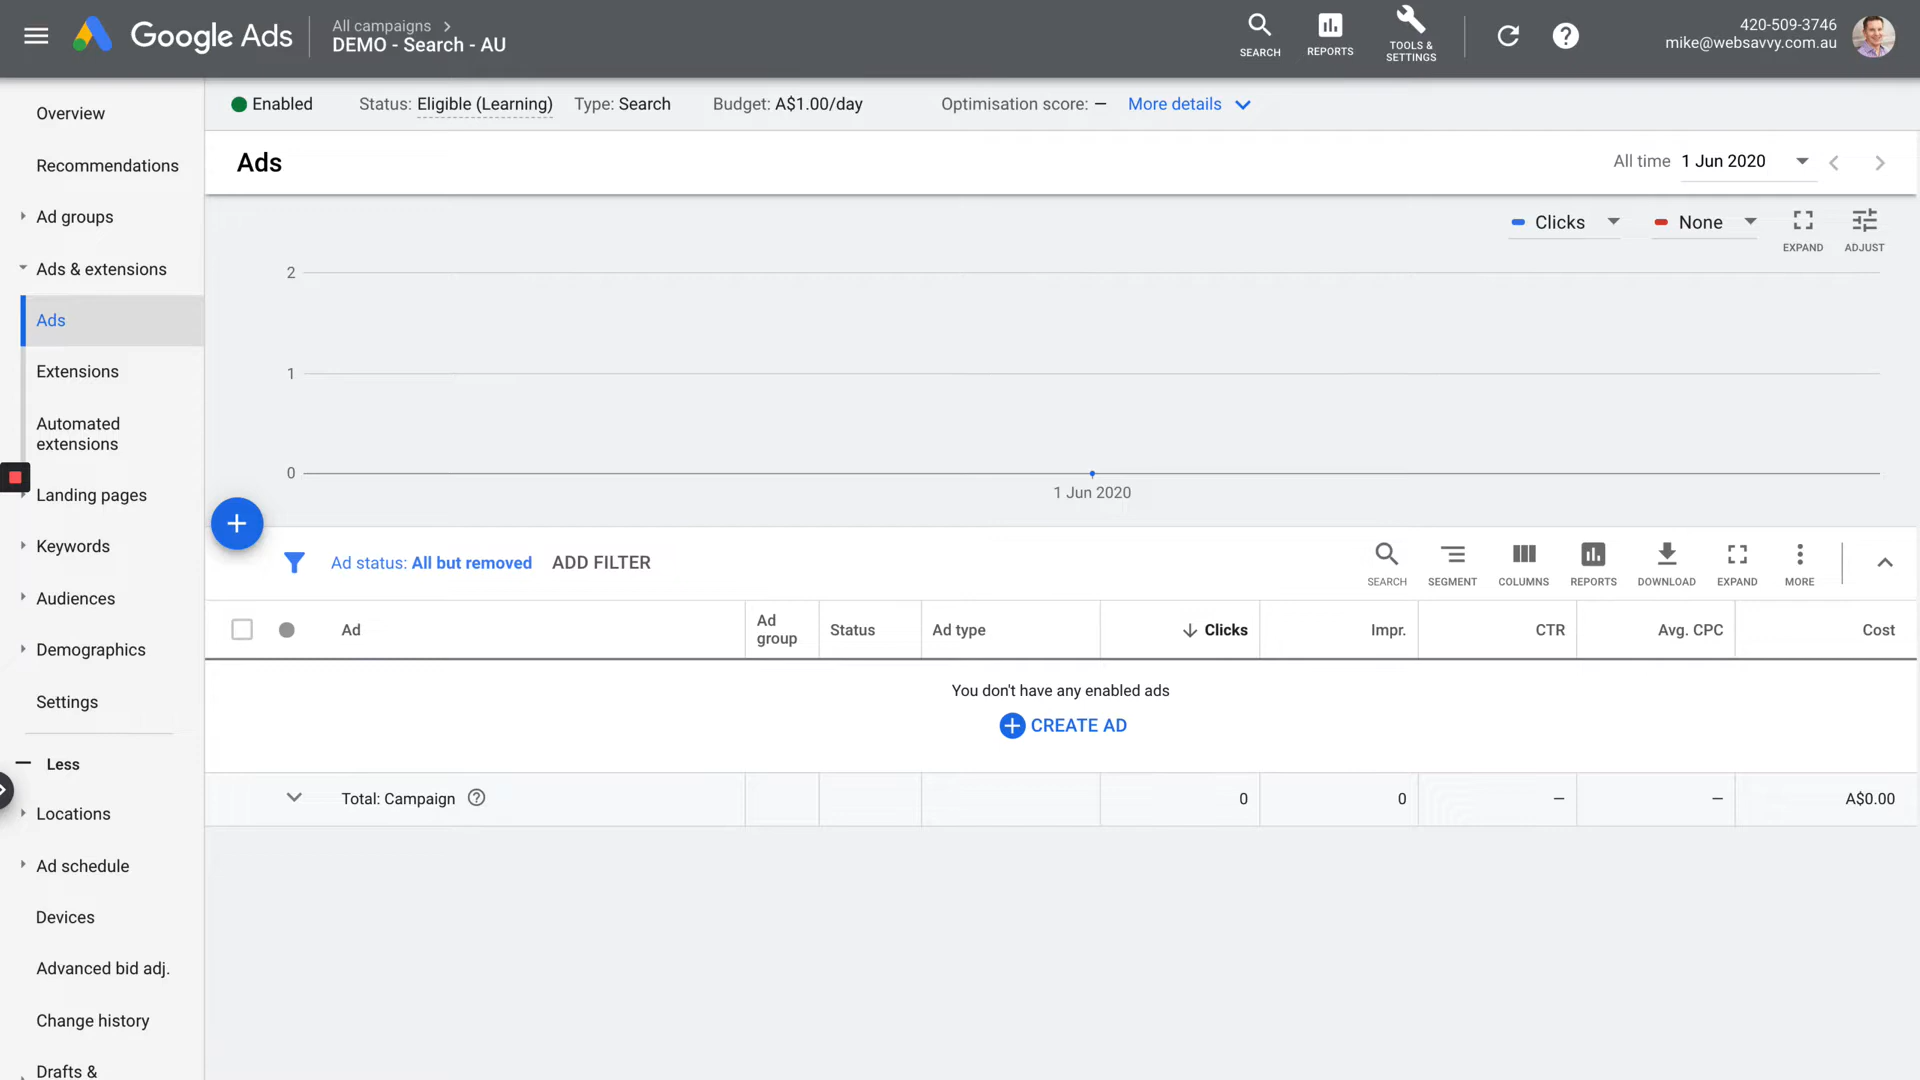 Google Ads
All campaigns
DEMO - Search - AU
SEARCH
REPORTS
TOOLS &
SETTINGS
420-509-3746
mike@websavvy.com.au
Overview
Recommendations
Ad groups
Ads & extensions
Ads
Extensions
Automated
extensions
Landing pages
Keywords
Audiences
Demographics
Settings
Less
Locations
Ad schedule
Devices
Advanced bid adj.
Change history
Drafts &
Enabled
Status: Eligible (Learning)
Type: Search
Budget: A$1.00/day
Optimisation score: —
More details
Ads
All time 1 Jun 2020
Clicks
None
EXPAND
ADJUST
2
1
0
1 Jun 2020
Ad status: All but removed
ADD FILTER
SEARCH
SEGMENT
COLUMNS
REPORTS
DOWNLOAD
EXPAND
MORE
Ad
Ad
group
Status
Ad type
Clicks
Impr.
CTR
Avg. CPC
Cost
You don't have any enabled ads
CREATE AD
Total: Campaign
0
0
—
—
A$0.00